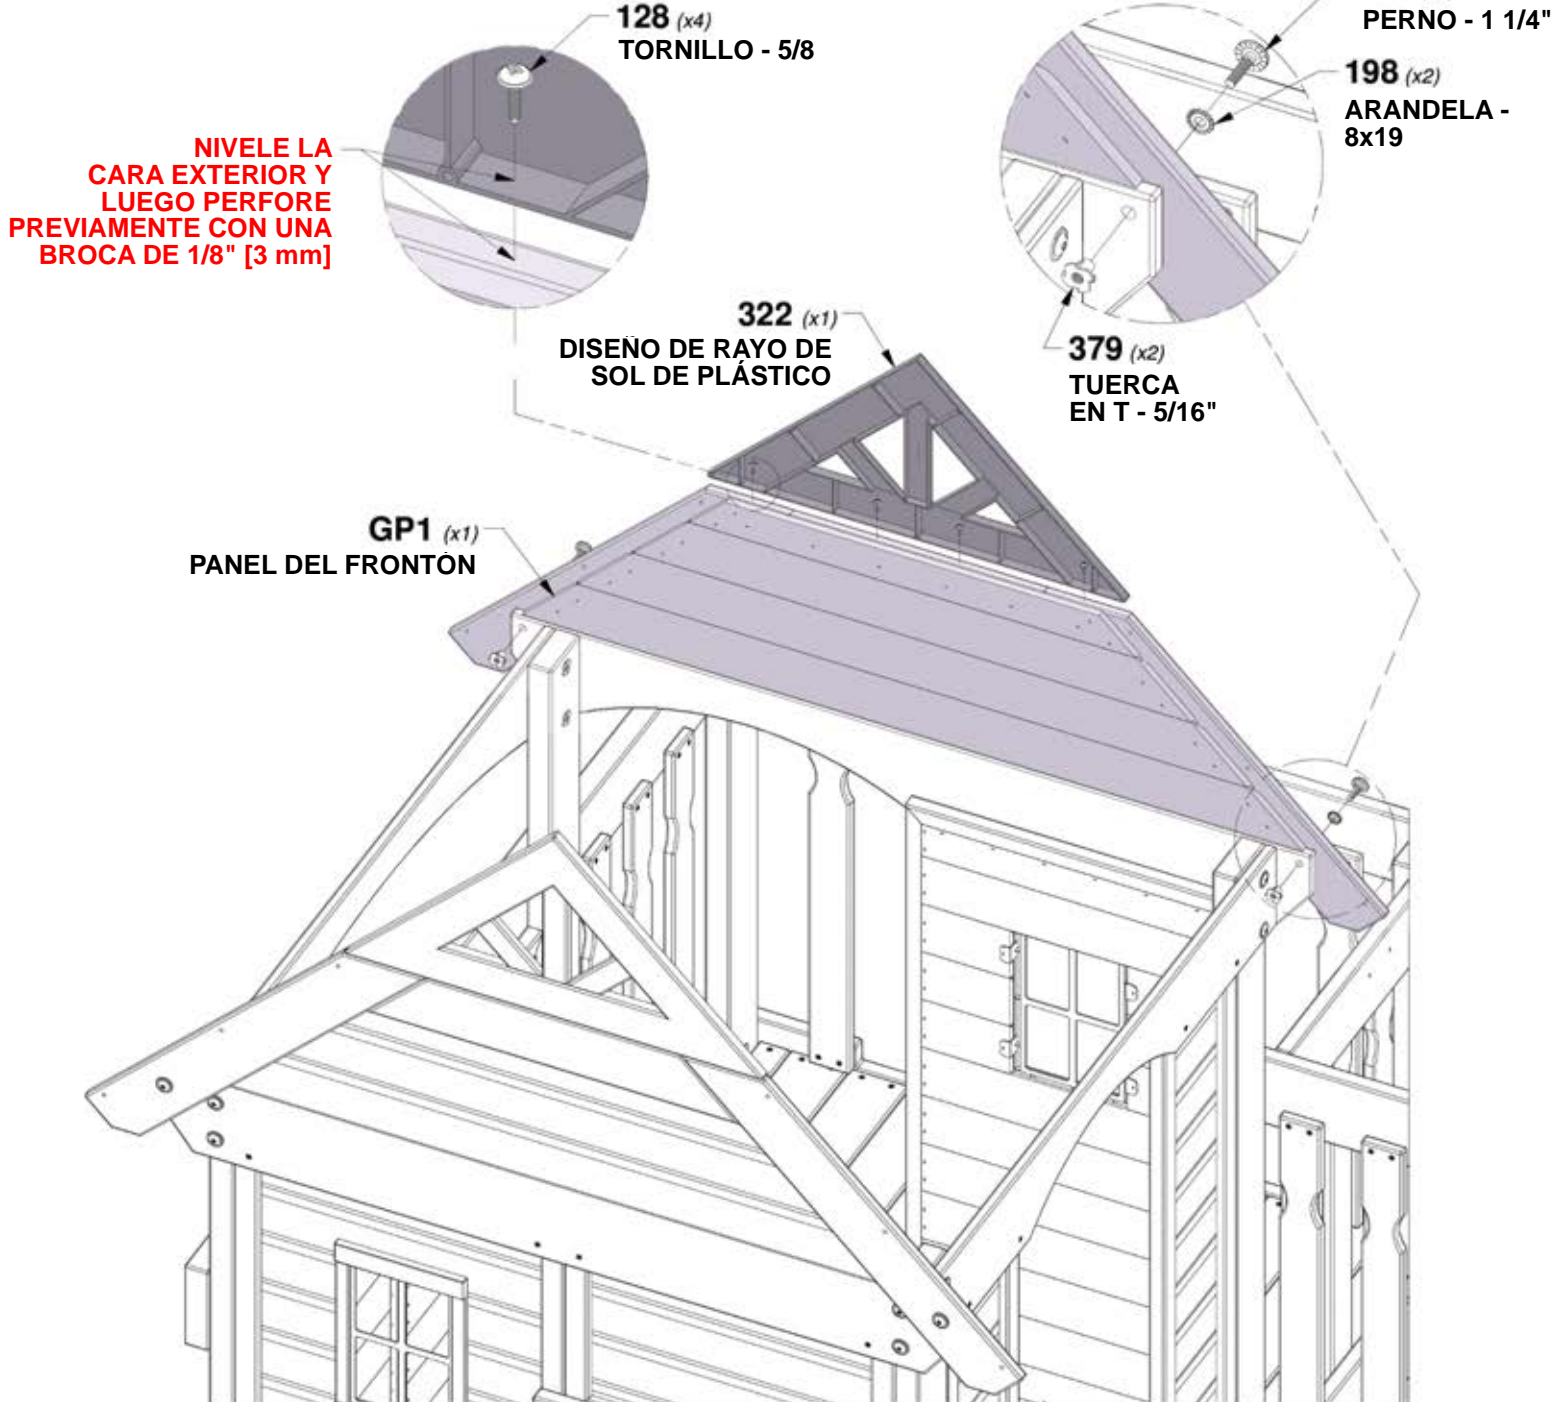 128 (x4)
TORNILLO - 5/8
PERNO - 1 1/4"
198 (x2)
ARANDELA -
8x19
NIVELE LA
CARA EXTERIOR Y
LUEGO PERFORE
PREVIAMENTE CON UNA
BROCA DE 1/8" [3 mm]
322 (x1)
DISEÑO DE RAYO DE
SOL DE PLÁSTICO
379 (x2)
TUERCA
EN T - 5/16"
GP1 (x1)
PANEL DEL FRONTÓN